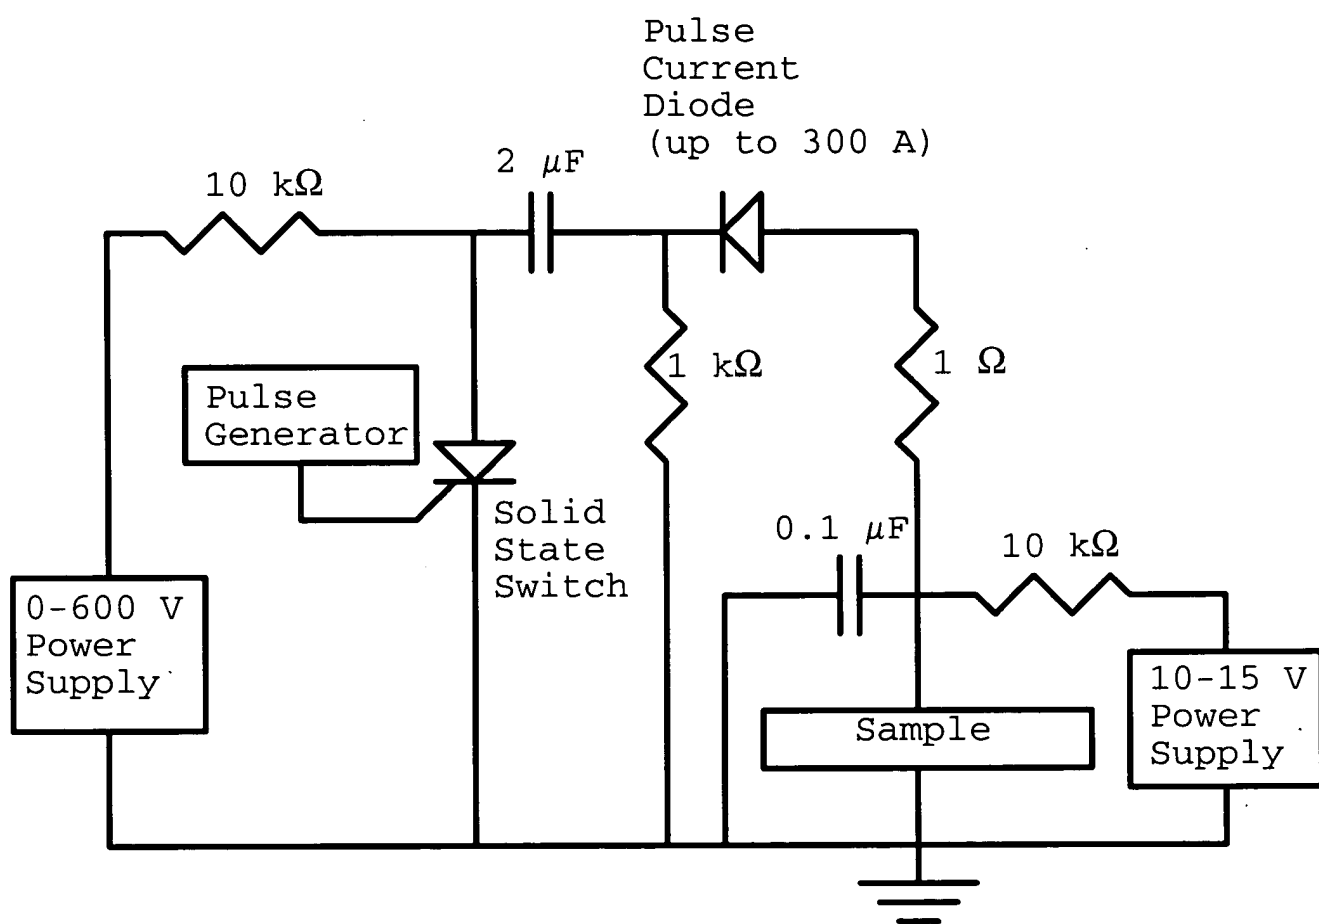 Pulse
Current
Diode
(up to 300 A)
2 μF
10 kΩ
1 kΩ
1 Ω
Pulse
Generator
Solid
State
Switch
0.1 μF
10 kΩ
0-600 V
Power
Supply
10-15 V
Power
Supply
Sample